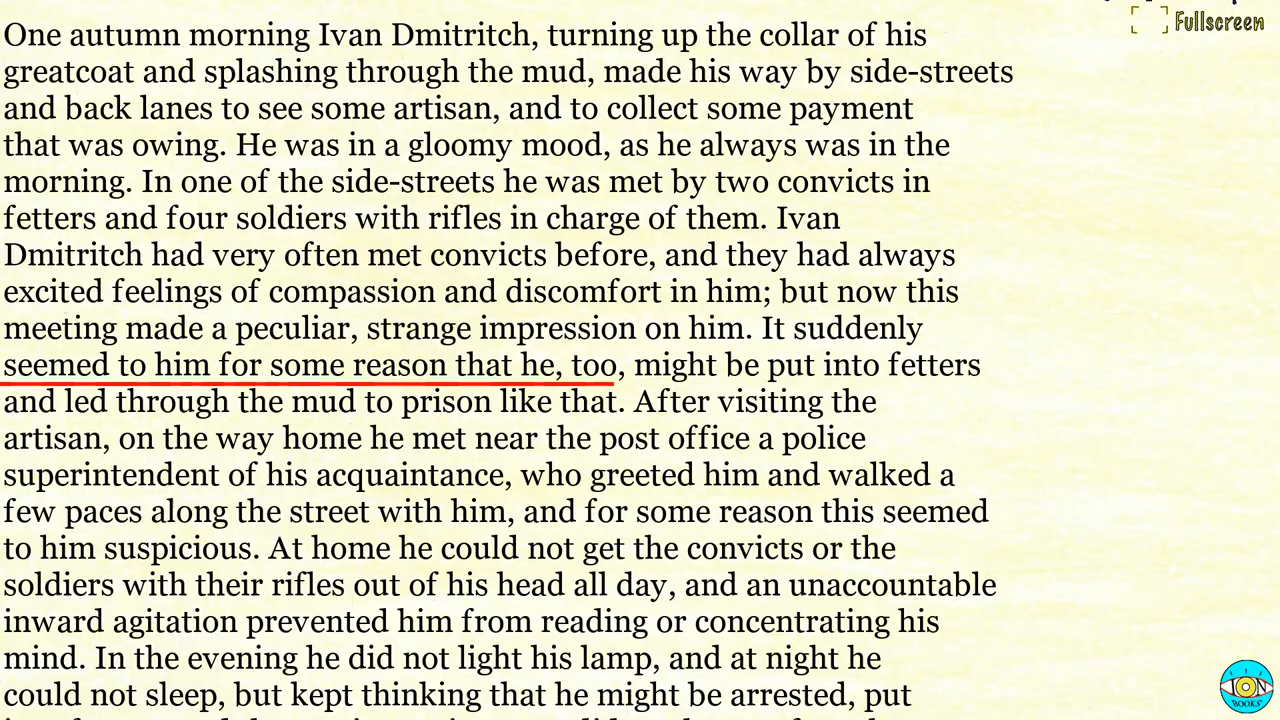 Fullscreen
One autumn morning Ivan Dmitritch, turning up the collar of his
greatcoat and splashing through the mud, made his way by side-streets
and back lanes to see some artisan, and to collect some payment
that was owing. He was in a gloomy mood, as he always was in the
morning. In one of the side-streets he was met by two convicts in
fetters and four soldiers with rifles in charge of them. Ivan
Dmitritch had very often met convicts before, and they had always
excited feelings of compassion and discomfort in him; but now this
meeting made a peculiar, strange impression on him. It suddenly
seemed to him for some reason that he, too, might be put into fetters
and led through the mud to prison like that. After visiting the
artisan, on the way home he met near the post office a police
superintendent of his acquaintance, who greeted him and walked a
few paces along the street with him, and for some reason this seemed
to him suspicious. At home he could not get the convicts or the
soldiers with their rifles out of his head all day, and an unaccountable
inward agitation prevented him from reading or concentrating his
mind. In the evening he did not light his lamp, and at night he
could not sleep, but kept thinking that he might be arrested, put
ION
BOOKS